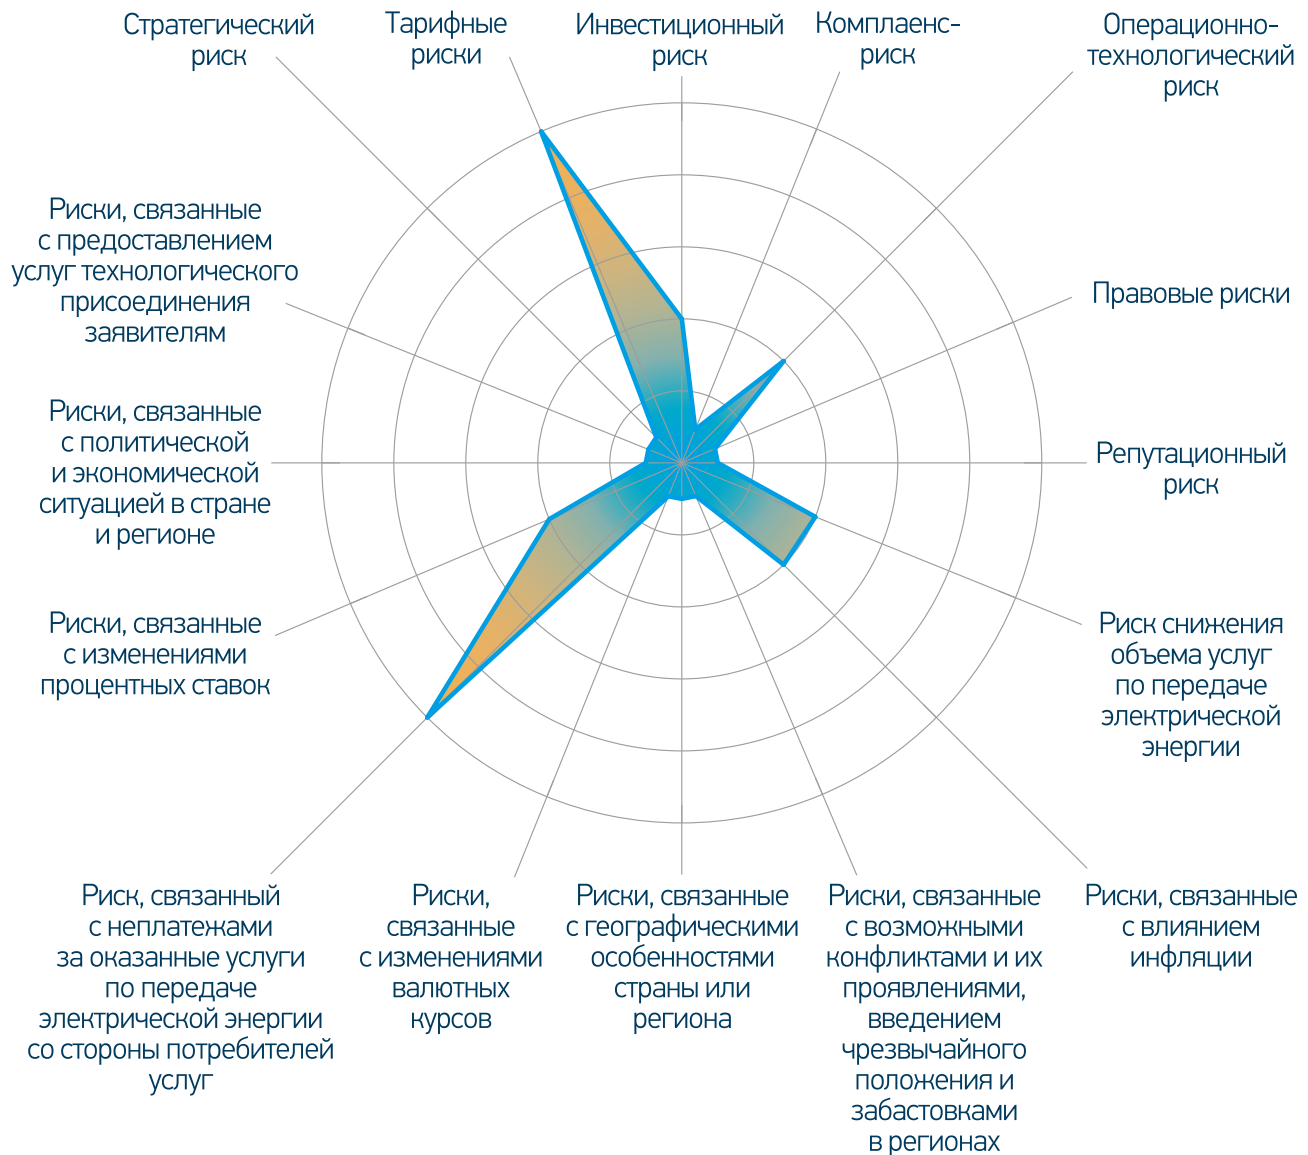 Стратегический
риск
Тарифные
риски
Инвестиционный
риск
Комплаенс-
риск
Операционно-
технологический
риск
Риски, связанные
с предоставлением
услуг технологического
присоединения
заявителям
Правовые риски
Риски, связанные
с политической
и экономической
ситуацией в стране
и регионе
Репутационный
риск
Риски, связанные
с изменениями
процентных ставок
Риск снижения
объема услуг
по передаче
электрической
энергии
Риск, связанный
с неплатежами
за оказанные услуги
по передаче
электрической энергии
со стороны потребителей
услуг
Риски,
связанные
с изменениями
валютных
курсов
Риски, связанные
с географическими
особенностями
страны или
региона
Риски, связанные
с возможными
конфликтами и их
проявлениями,
введением
чрезвычайного
положения и
забастовками
в регионах
Риски, связанные
с влиянием
инфляции